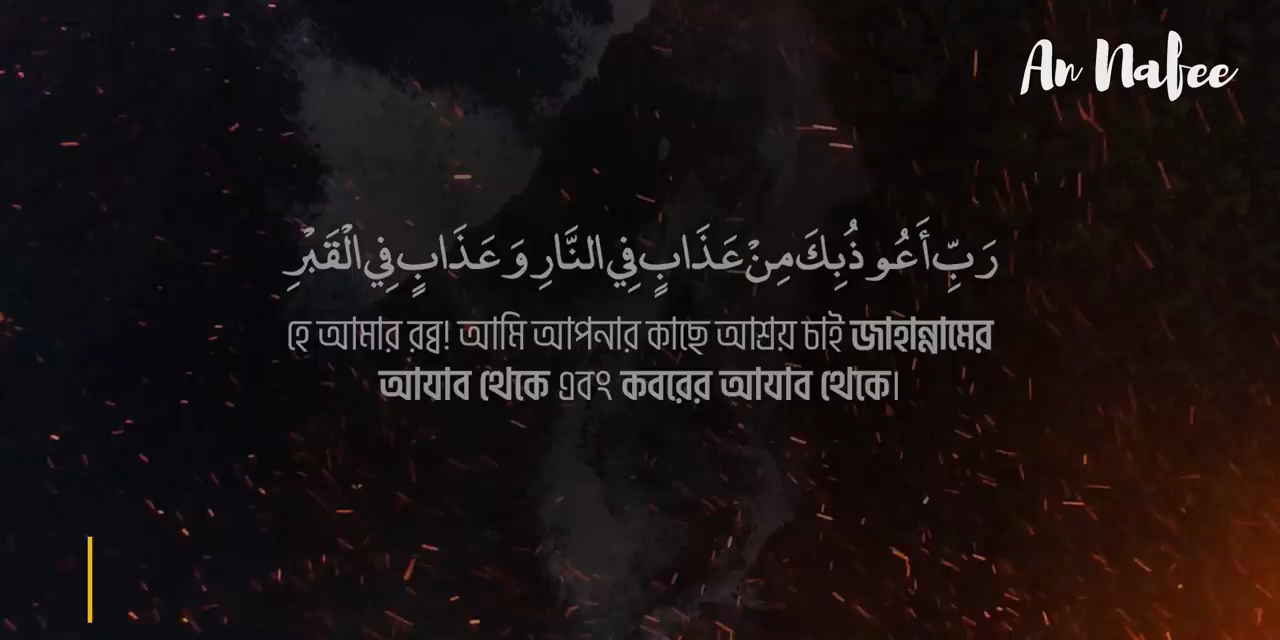 An Nafee
رَبِّ أَعُوذُبِكَ مِنْ عَذَابٍ فِي النَّارِ وَ عَذَابٍ فِي الْقَبْرِ
হে আমার রব্ব! আমি আপনার কাছে আশ্রয় চাই জাহান্নামের
আযাব থেকে এবং কবরের আযাব থেকে।